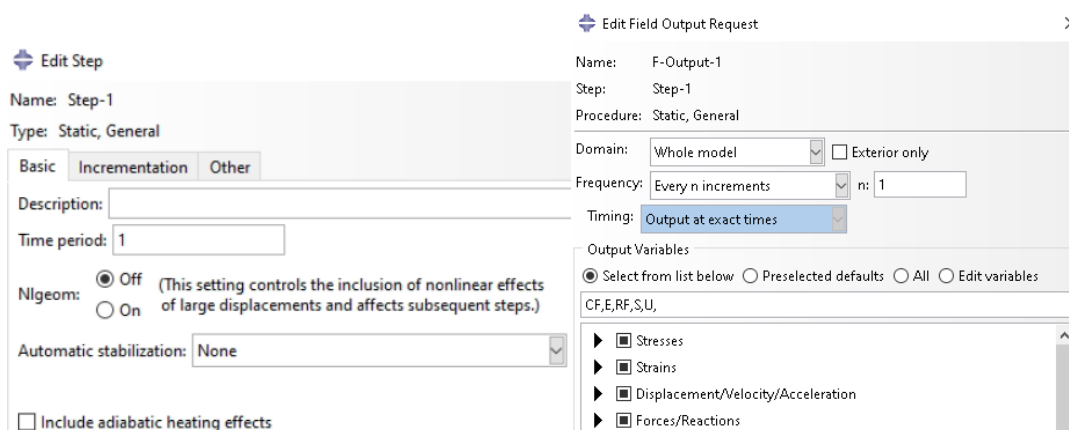 Edit Step
Name: Step-1
Type: Static, General
Basic Incrementation Other
Description:
Time period: 1
Nlgeom: Off (This setting controls the inclusion of nonlinear effects
On of large displacements and affects subsequent steps.)
Automatic stabilization: None
Include adiabatic heating effects
Edit Field Output Request
Name: F-Output-1
Step: Step-1
Procedure: Static, General
Domain: Whole model Exterior only
Frequency: Every n increments n: 1
Timing: Output at exact times
Output Variables
Select from list below Preselected defaults All Edit variables
CF,E,RF,S,U,
Stresses
Strains
Displacement/Velocity/Acceleration
Forces/Reactions